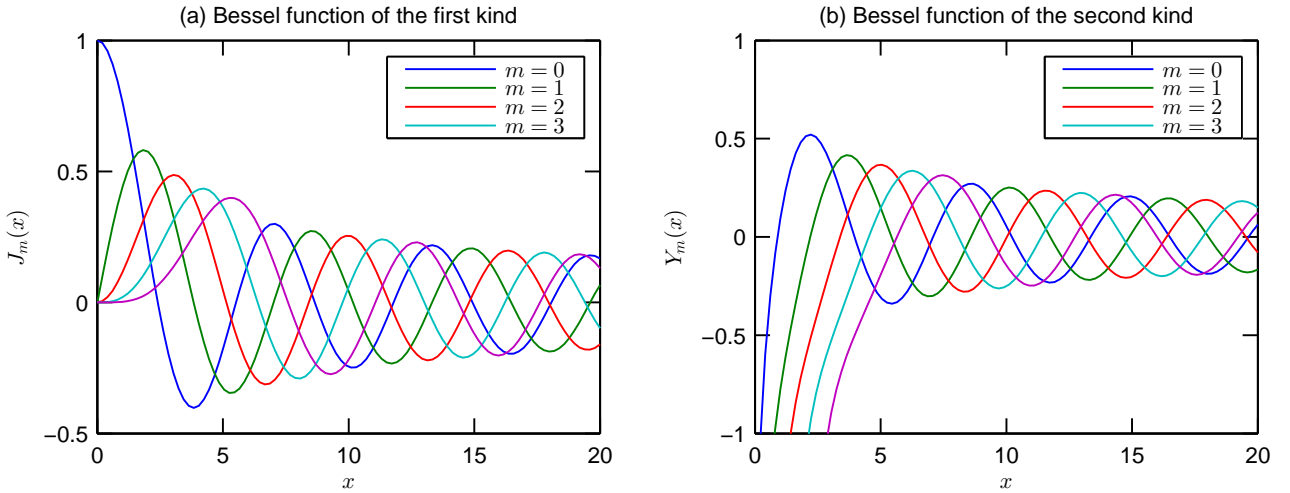 (a) Bessel function of the first kind
1
0.5
0
−0.5
J_m(x)
0
5
10
15
20
x
m = 0
m = 1
m = 2
m = 3
(b) Bessel function of the second kind
1
0.5
0
−0.5
−1
Y_m(x)
0
5
10
15
20
x
m = 0
m = 1
m = 2
m = 3